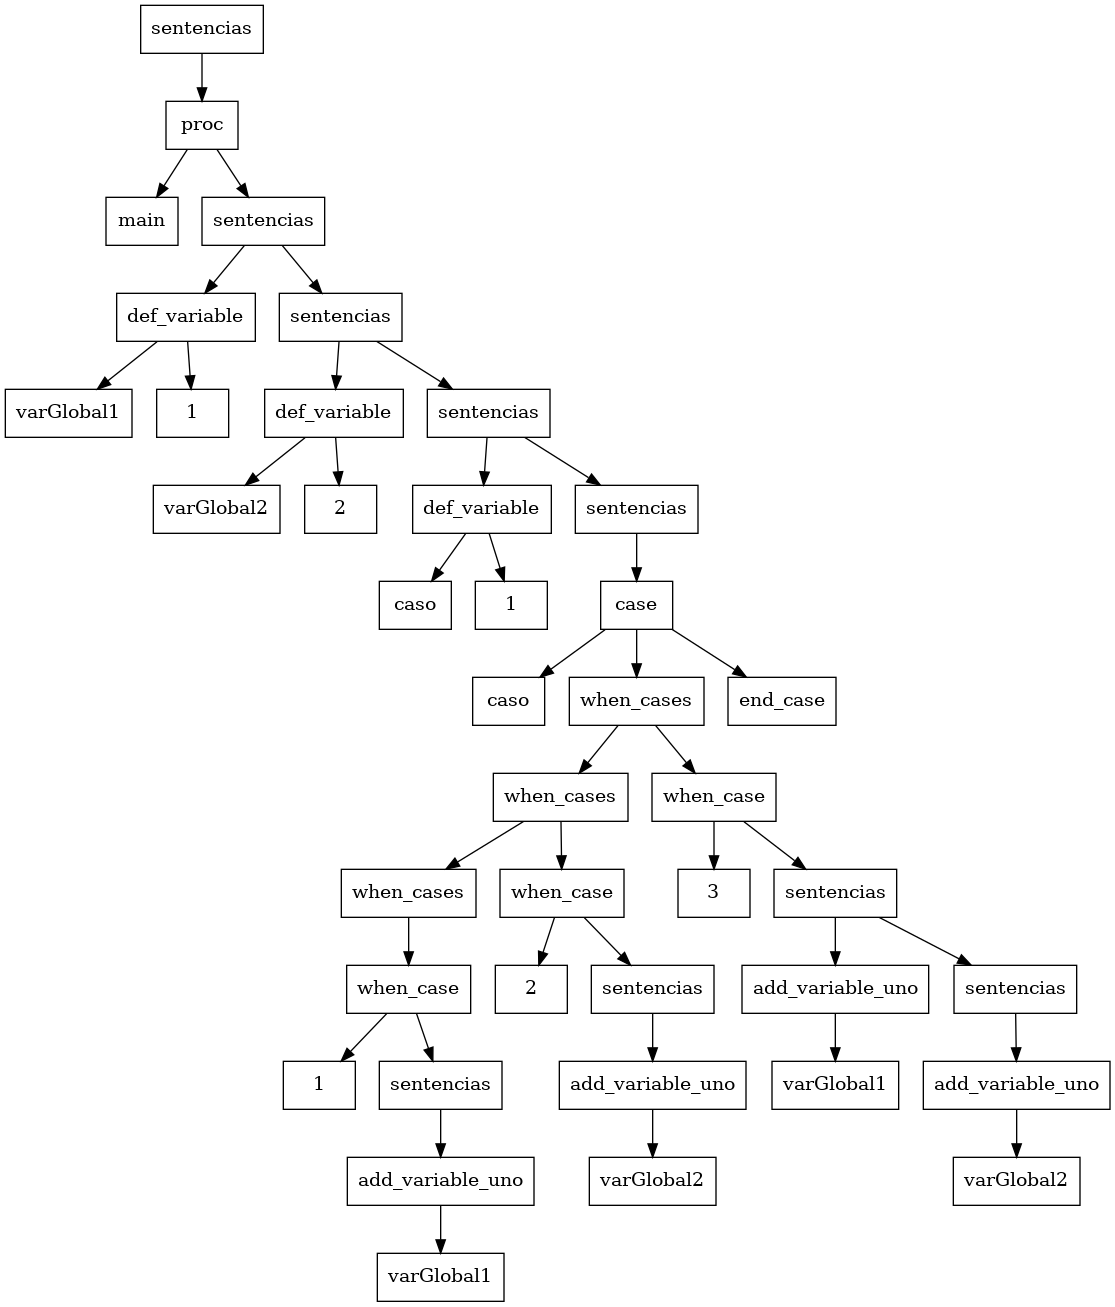 sentencias
proc
main
sentencias
def_variable
sentencias
varGlobal1
1
def_variable
sentencias
varGlobal2
2
def_variable
sentencias
caso
1
case
caso
when_cases
end_case
when_cases
when_case
when_cases
when_case
3
sentencias
when_case
2
sentencias
add_variable_uno
sentencias
1
sentencias
add_variable_uno
varGlobal1
add_variable_uno
add_variable_uno
varGlobal2
varGlobal2
varGlobal1